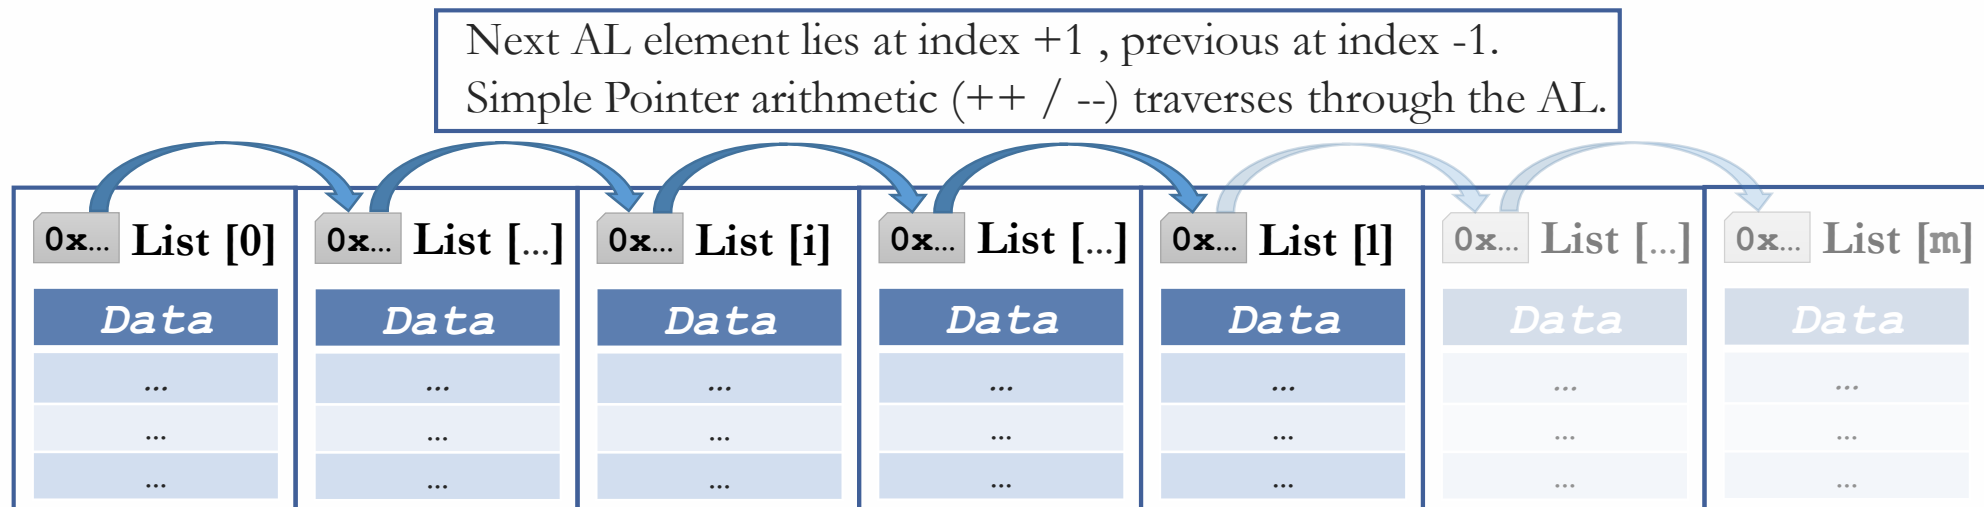 Next AL element lies at index +1 , previous at index -1.
Simple Pointer arithmetic (++ / --) traverses through the AL.
0x... List [0] 0x... List [...] 0x... List [i] 0x... List [...] 0x... List [l] 0x... List [...] 0x... List [m]
Data Data Data Data Data Data Data
... ... ... ... ... ... ...
... ... ... ... ... ... ...
... ... ... ... ... ... ...